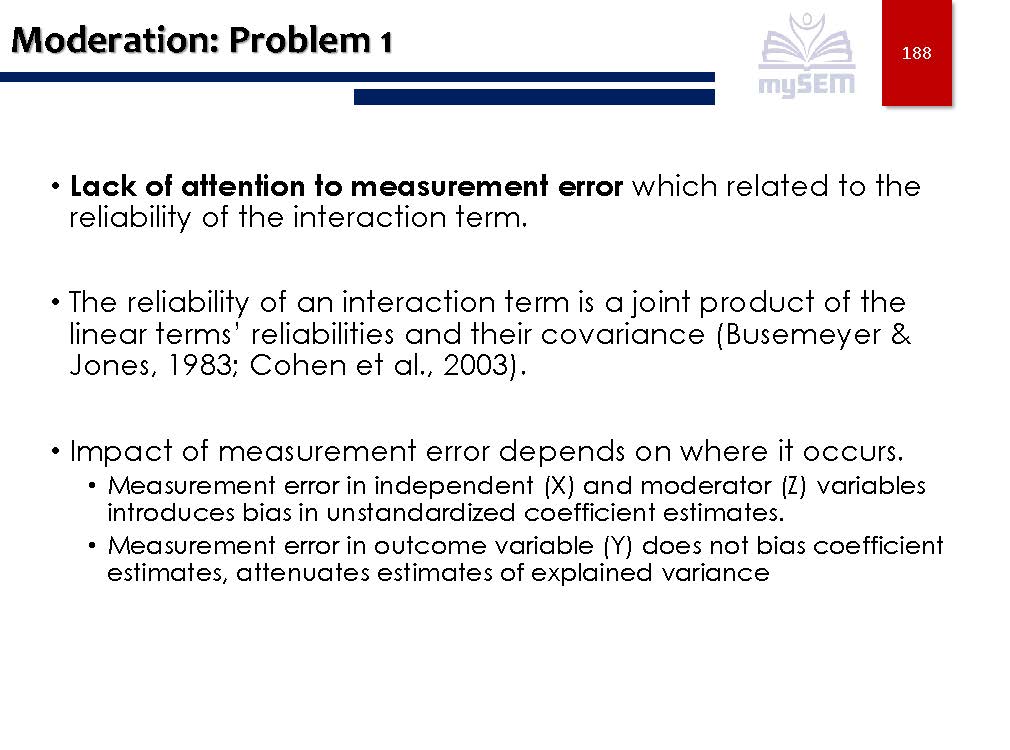 Moderation: Problem 1
mySEM
188
• Lack of attention to measurement error which related to the
reliability of the interaction term.
• The reliability of an interaction term is a joint product of the
linear terms’ reliabilities and their covariance (Busemeyer &
Jones, 1983; Cohen et al., 2003).
• Impact of measurement error depends on where it occurs.
• Measurement error in independent (X) and moderator (Z) variables
introduces bias in unstandardized coefficient estimates.
• Measurement error in outcome variable (Y) does not bias coefficient
estimates, attenuates estimates of explained variance